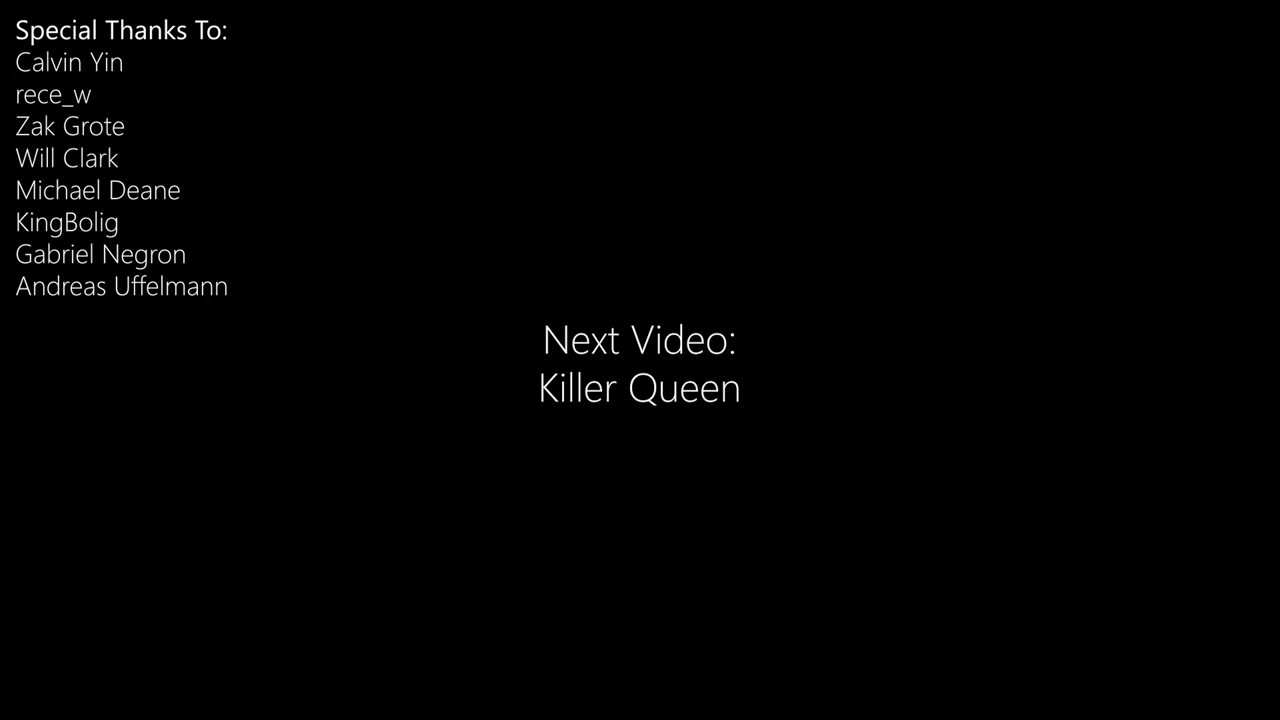 Special Thanks To:
Calvin Yin
rece_w
Zak Grote
Will Clark
Michael Deane
KingBolig
Gabriel Negron
Andreas Uffelmann
Next Video:
Killer Queen